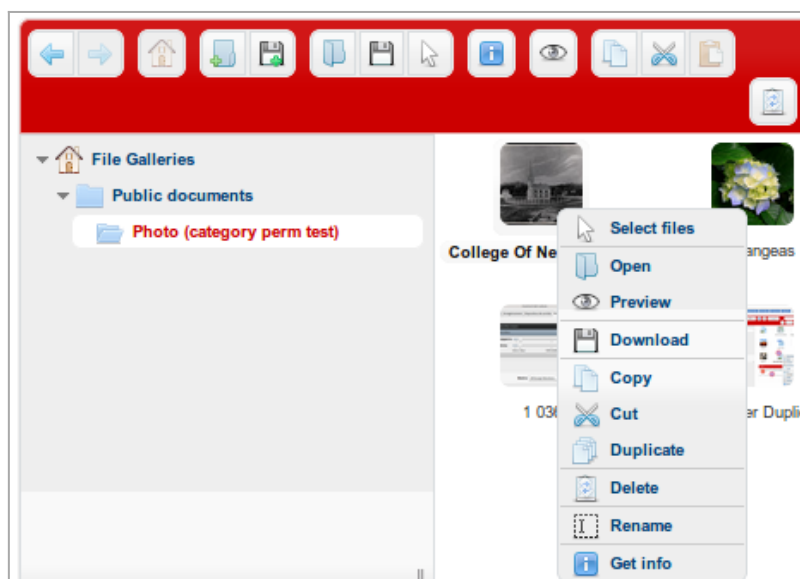 File Galleries
Public documents
Photo (category perm test)
College Of Ne
angeas
1 036
er Dupli
Select files
Open
Preview
Download
Copy
Cut
Duplicate
Delete
Rename
Get info